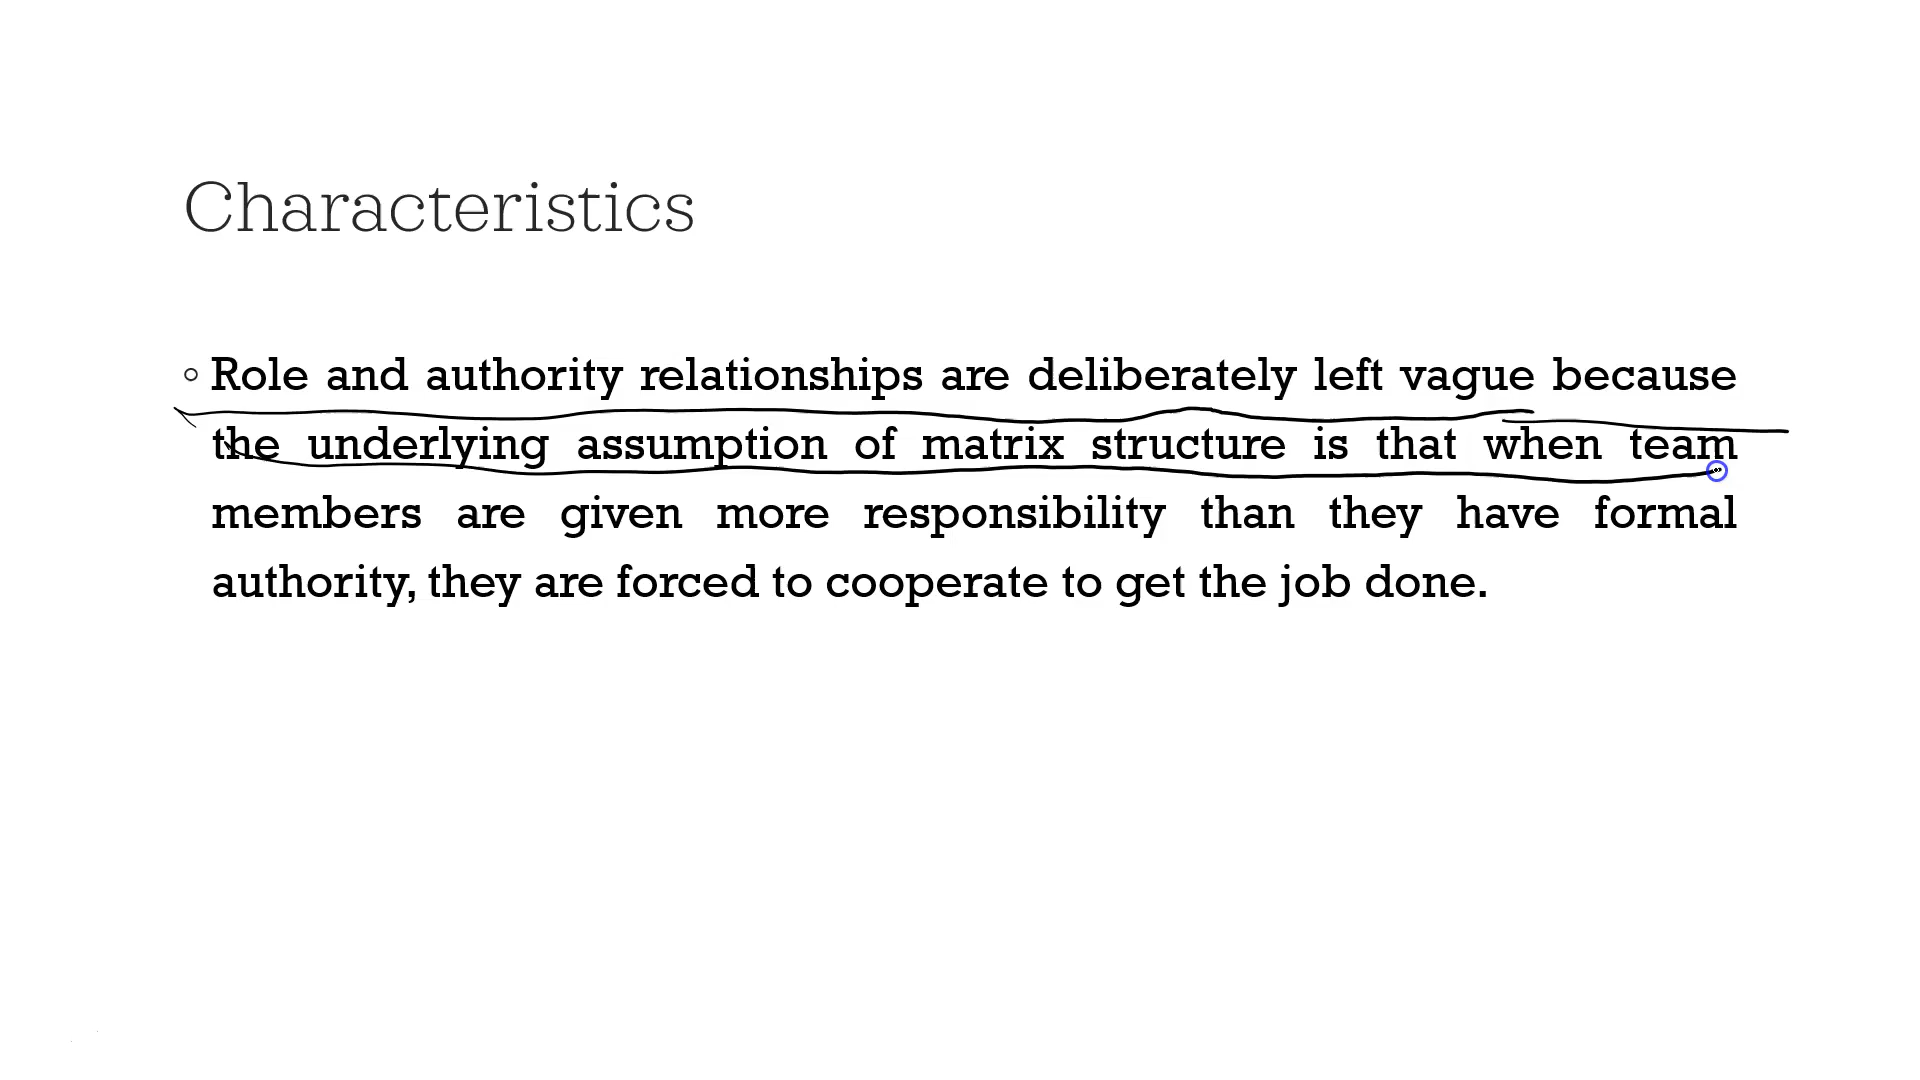 Characteristics
◦ Role and authority relationships are deliberately left vague because
the underlying assumption of matrix structure is that when team
members are given more responsibility than they have formal
authority, they are forced to cooperate to get the job done.